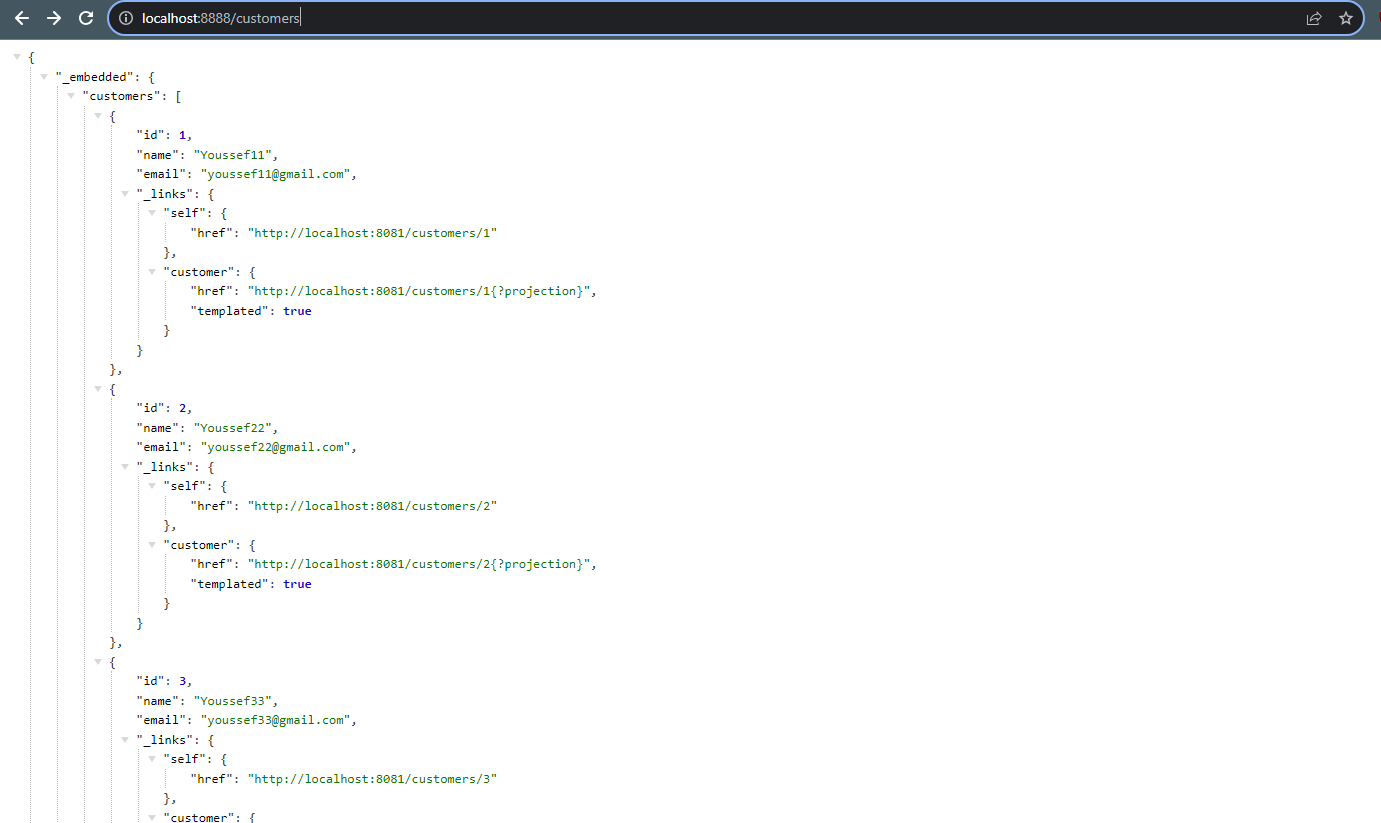 localhost:8888/customers
{
"_embedded": {
"customers": [
{
"id": 1,
"name": "Youssef11",
"email": "youssef11@gmail.com",
"_links": {
"self": {
"href": "http://localhost:8081/customers/1"
},
"customer": {
"href": "http://localhost:8081/customers/1{?projection}",
"templated": true
}
}
},
{
"id": 2,
"name": "Youssef22",
"email": "youssef22@gmail.com",
"_links": {
"self": {
"href": "http://localhost:8081/customers/2"
},
"customer": {
"href": "http://localhost:8081/customers/2{?projection}",
"templated": true
}
}
},
{
"id": 3,
"name": "Youssef33",
"email": "youssef33@gmail.com",
"_links": {
"self": {
"href": "http://localhost:8081/customers/3"
},
"customer": {